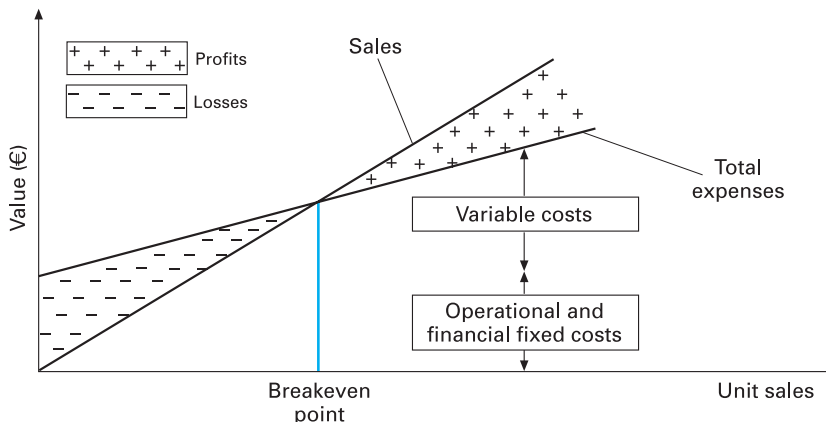 Profits
Losses
Sales
Value (€)
Total
expenses
Variable costs
Operational and
financial fixed costs
Breakeven
point
Unit sales